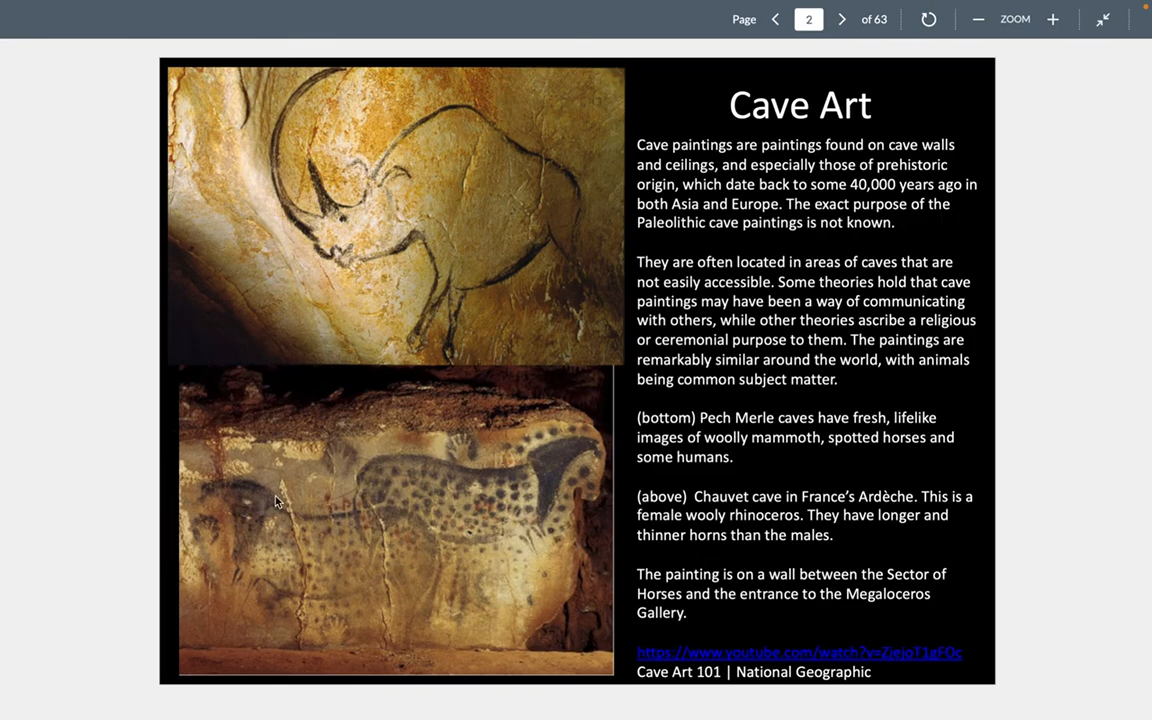 Page 2 of 63 ZOOM
Cave Art
Cave paintings are paintings found on cave walls
and ceilings, and especially those of prehistoric
origin, which date back to some 40,000 years ago in
both Asia and Europe. The exact purpose of the
Paleolithic cave paintings is not known.
They are often located in areas of caves that are
not easily accessible. Some theories hold that cave
paintings may have been a way of communicating
with others, while other theories ascribe a religious
or ceremonial purpose to them. The paintings are
remarkably similar around the world, with animals
being common subject matter.
(bottom) Pech Merle caves have fresh, lifelike
images of woolly mammoth, spotted horses and
some humans.
(above)  Chauvet cave in France’s Ardèche. This is a
female wooly rhinoceros. They have longer and
thinner horns than the males.
The painting is on a wall between the Sector of
Horses and the entrance to the Megaloceros
Gallery.
https://www.youtube.com/watch?v=ZjejoT1gFOc
Cave Art 101 | National Geographic